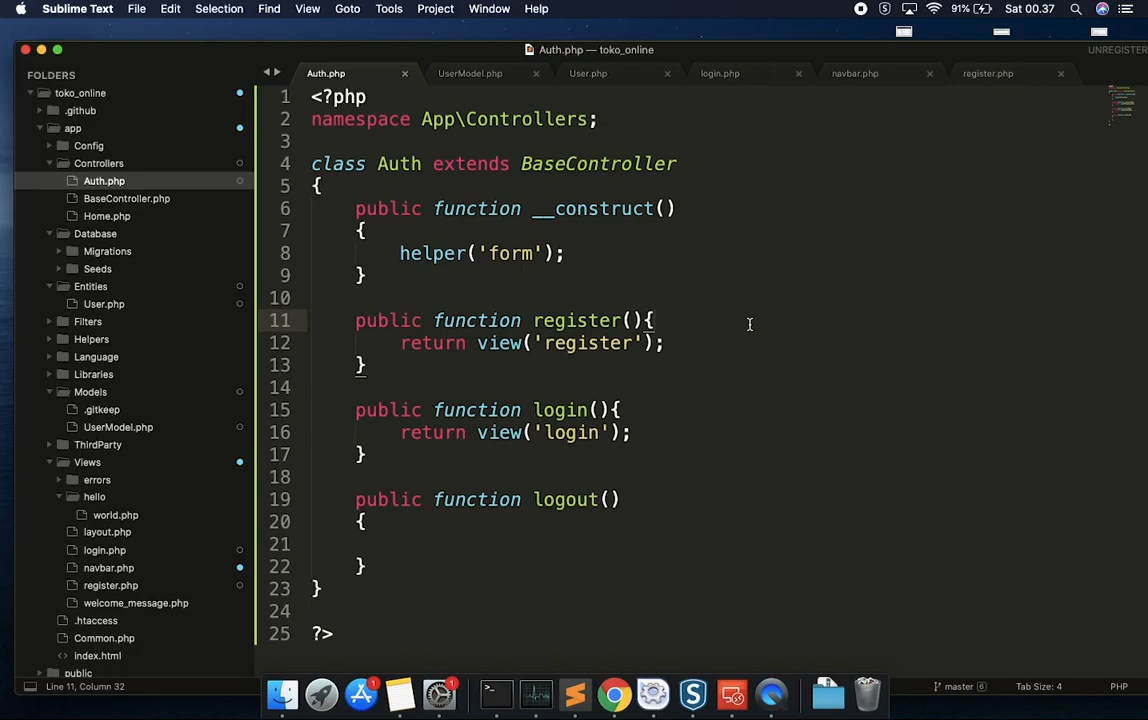 Sublime Text File Edit Selection Find View Goto Tools Project Window Help 91% Sat 00.37
Auth.php — toko_online
UNREGISTER
FOLDERS
toko_online
.github
app
Config
Controllers
Auth.php
BaseController.php
Home.php
Database
Migrations
Seeds
Entities
User.php
Filters
Helpers
Language
Libraries
Models
.gitkeep
UserModel.php
ThirdParty
Views
errors
hello
world.php
layout.php
login.php
navbar.php
register.php
welcome_message.php
.htaccess
Common.php
index.html
public
Auth.php UserModel.php User.php login.php navbar.php register.php
1 <?php
2 namespace App\Controllers;
3
4 class Auth extends BaseController
5 {
6 public function __construct()
7 {
8 helper('form');
9 }
10
11 public function register(){
12 return view('register');
13 }
14
15 public function login(){
16 return view('login');
17 }
18
19 public function logout()
20 {
21
22 }
23 }
24
25 ?>
Line 11, Column 32
master 6 Tab Size: 4 PHP
1 1